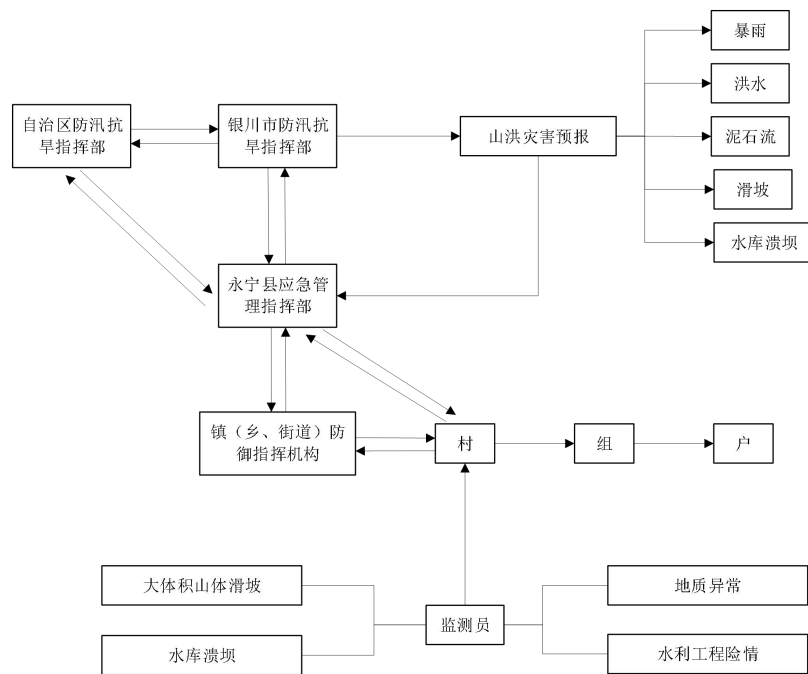 暴雨
洪水
自治区防汛抗
旱指挥部
银川市防汛抗
旱指挥部
山洪灾害预报
泥石流
滑坡
水库溃坝
永宁县应急管
理指挥部
镇（乡、街道）防
御指挥机构
村
组
户
大体积山体滑坡
地质异常
监测员
水库溃坝
水利工程险情